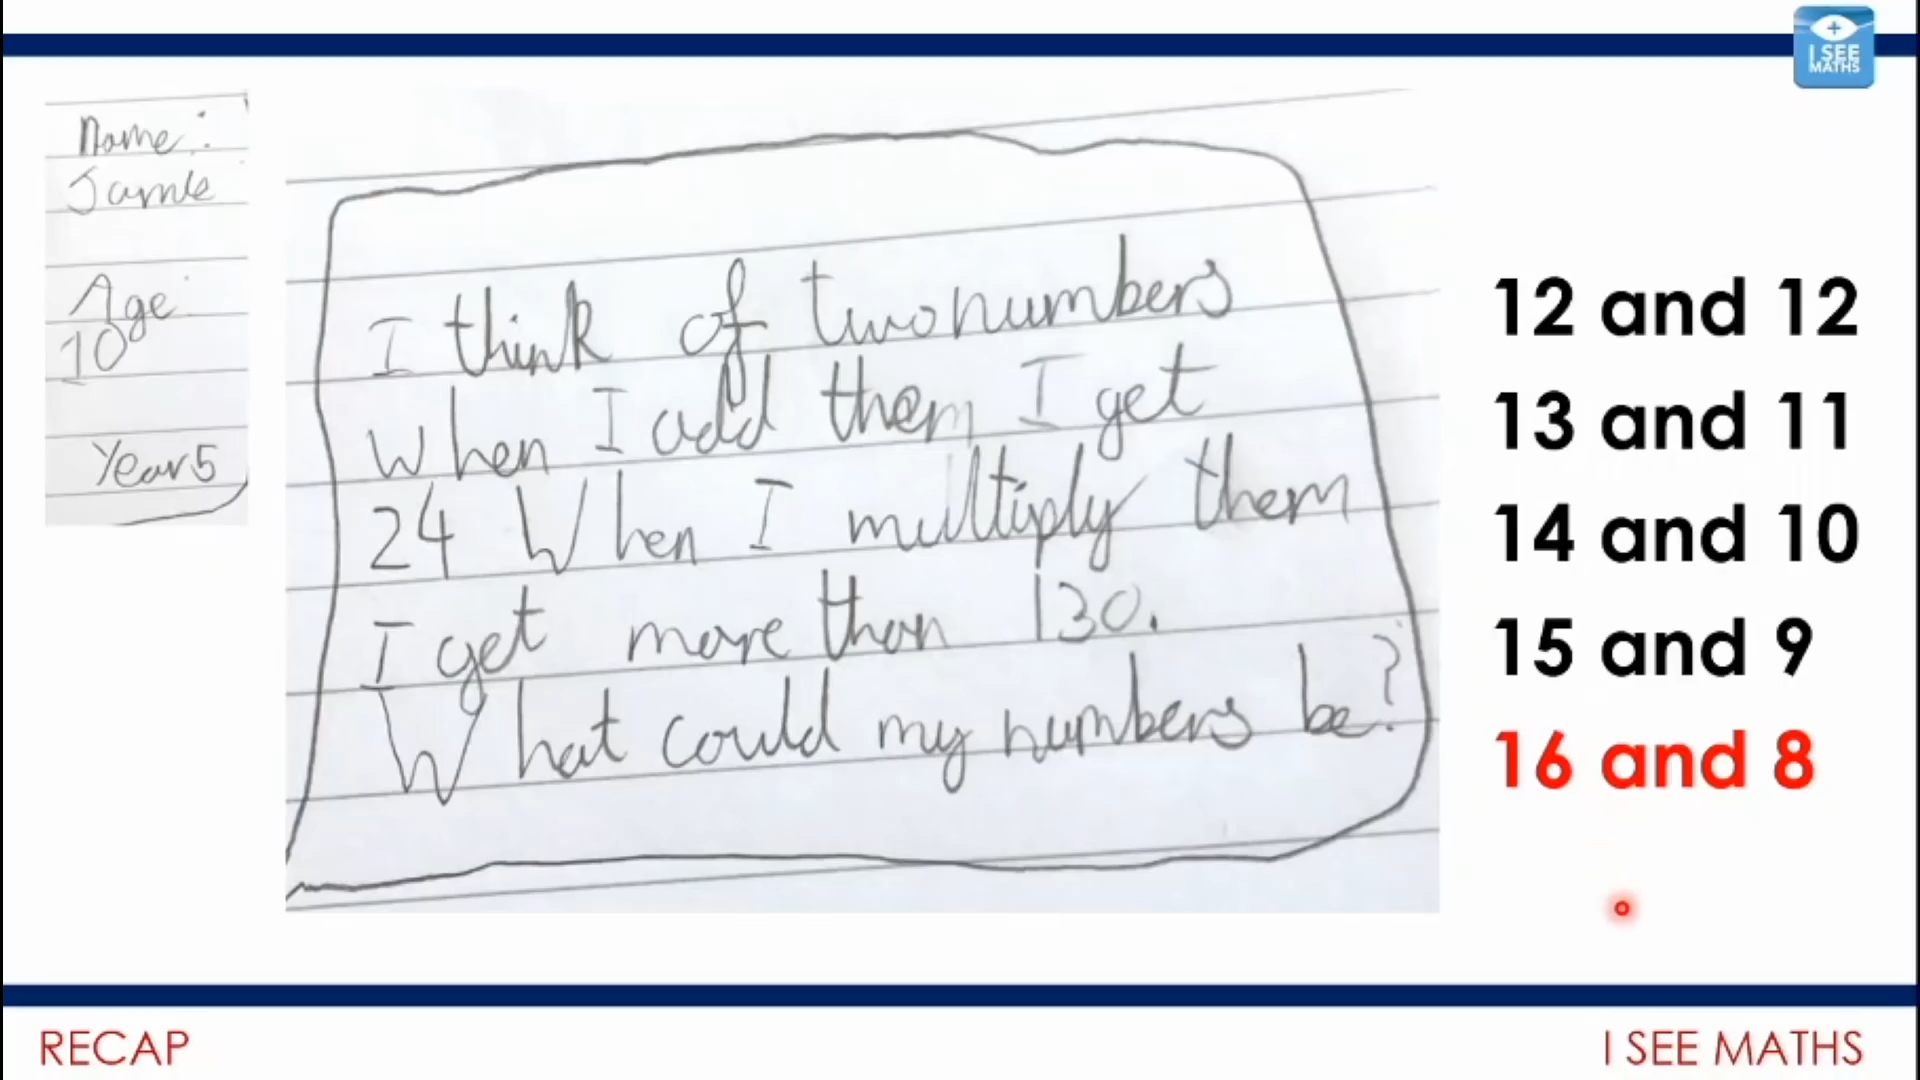 I SEE
MATHS
Name:
Jamie
Age
10
Year 5
I think of two numbers
When I add them I get
24 When I multiply them
I get more than 130.
What could my numbers be?
12 and 12
13 and 11
14 and 10
15 and 9
16 and 8
RECAP
I SEE MATHS